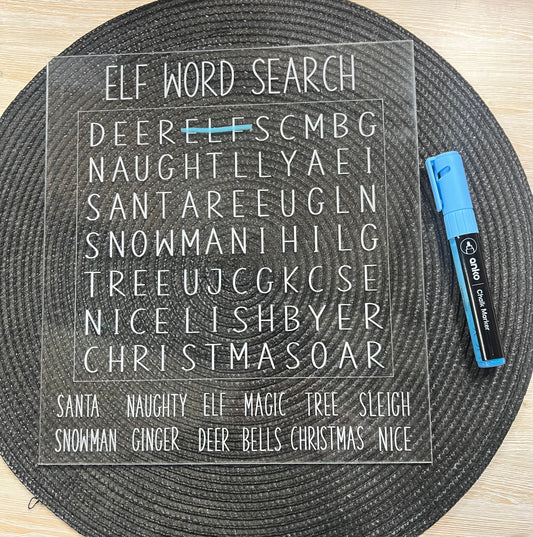 ELF WORD SEARCH
DEERELFSCMBG
NAUGHTLLYAEI
SANTAREEUGLN
SNOWMANIHILG
TREEUJCGKCSE
NICELISHBYER
CHRISTMASOAR
SANTA NAUGHTY ELF MAGIC TREE SLEIGH
SNOWMAN GINGER DEER BELLS CHRISTMAS NICE
anko Chalk Marker